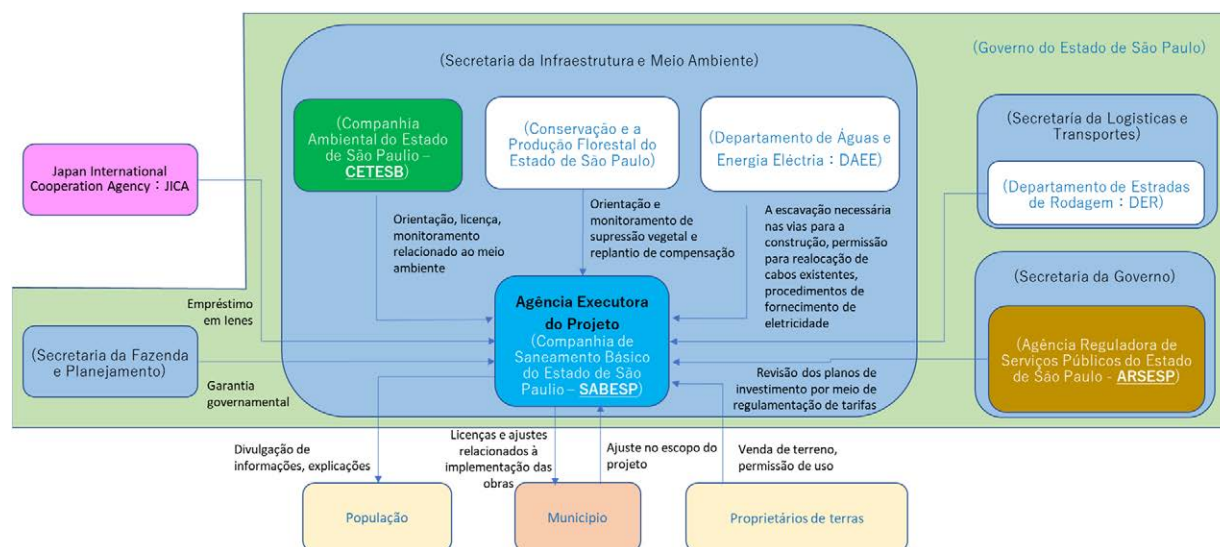 (Governo do Estado de São Paulo)
(Secretaria da Infraestrutura e Meio Ambiente)
(Companhia
Ambiental do Estado
de São Paulio –
CETESB)
(Conservação e a
Produção Florestal do
Estado de São Paulo)
(Departamento de Águas e
Energia Eléctria：DAEE)
(Secretaría da Logísticas e
Transportes)
(Departamento de Estradas
de Rodagem：DER)
Japan International
Cooperation Agency：JICA
Orientação, licença,
monitoramento
relacionado ao meio
ambiente
Orientação e
monitoramento de
supressão vegetal e
replantio de compensação
A escavação necessária
nas vias para a
construção, permissão
para realocação de
cabos existentes,
procedimentos de
fornecimento de
eletricidade
(Secretaria da Governo)
(Agência Reguladora de
Serviços Públicos do Estado
de São Paulo - ARSESP)
Agência Executora
do Projeto
(Companhia de
Saneamento Básico
do Estado de São
Paulio – SABESP)
Empréstimo
em Ienes
(Secretaria da Fazenda
e Planejamento)
Garantia
governamental
Revisão dos planos de
investimento por meio de
regulamentação de tarifas
Divulgação de
informações, explicações
Licenças e ajustes
relacionados à
implementação das
obras
Ajuste no escopo do
projeto
Venda de terreno,
permissão de uso
População
Municipio
Proprietários de terras